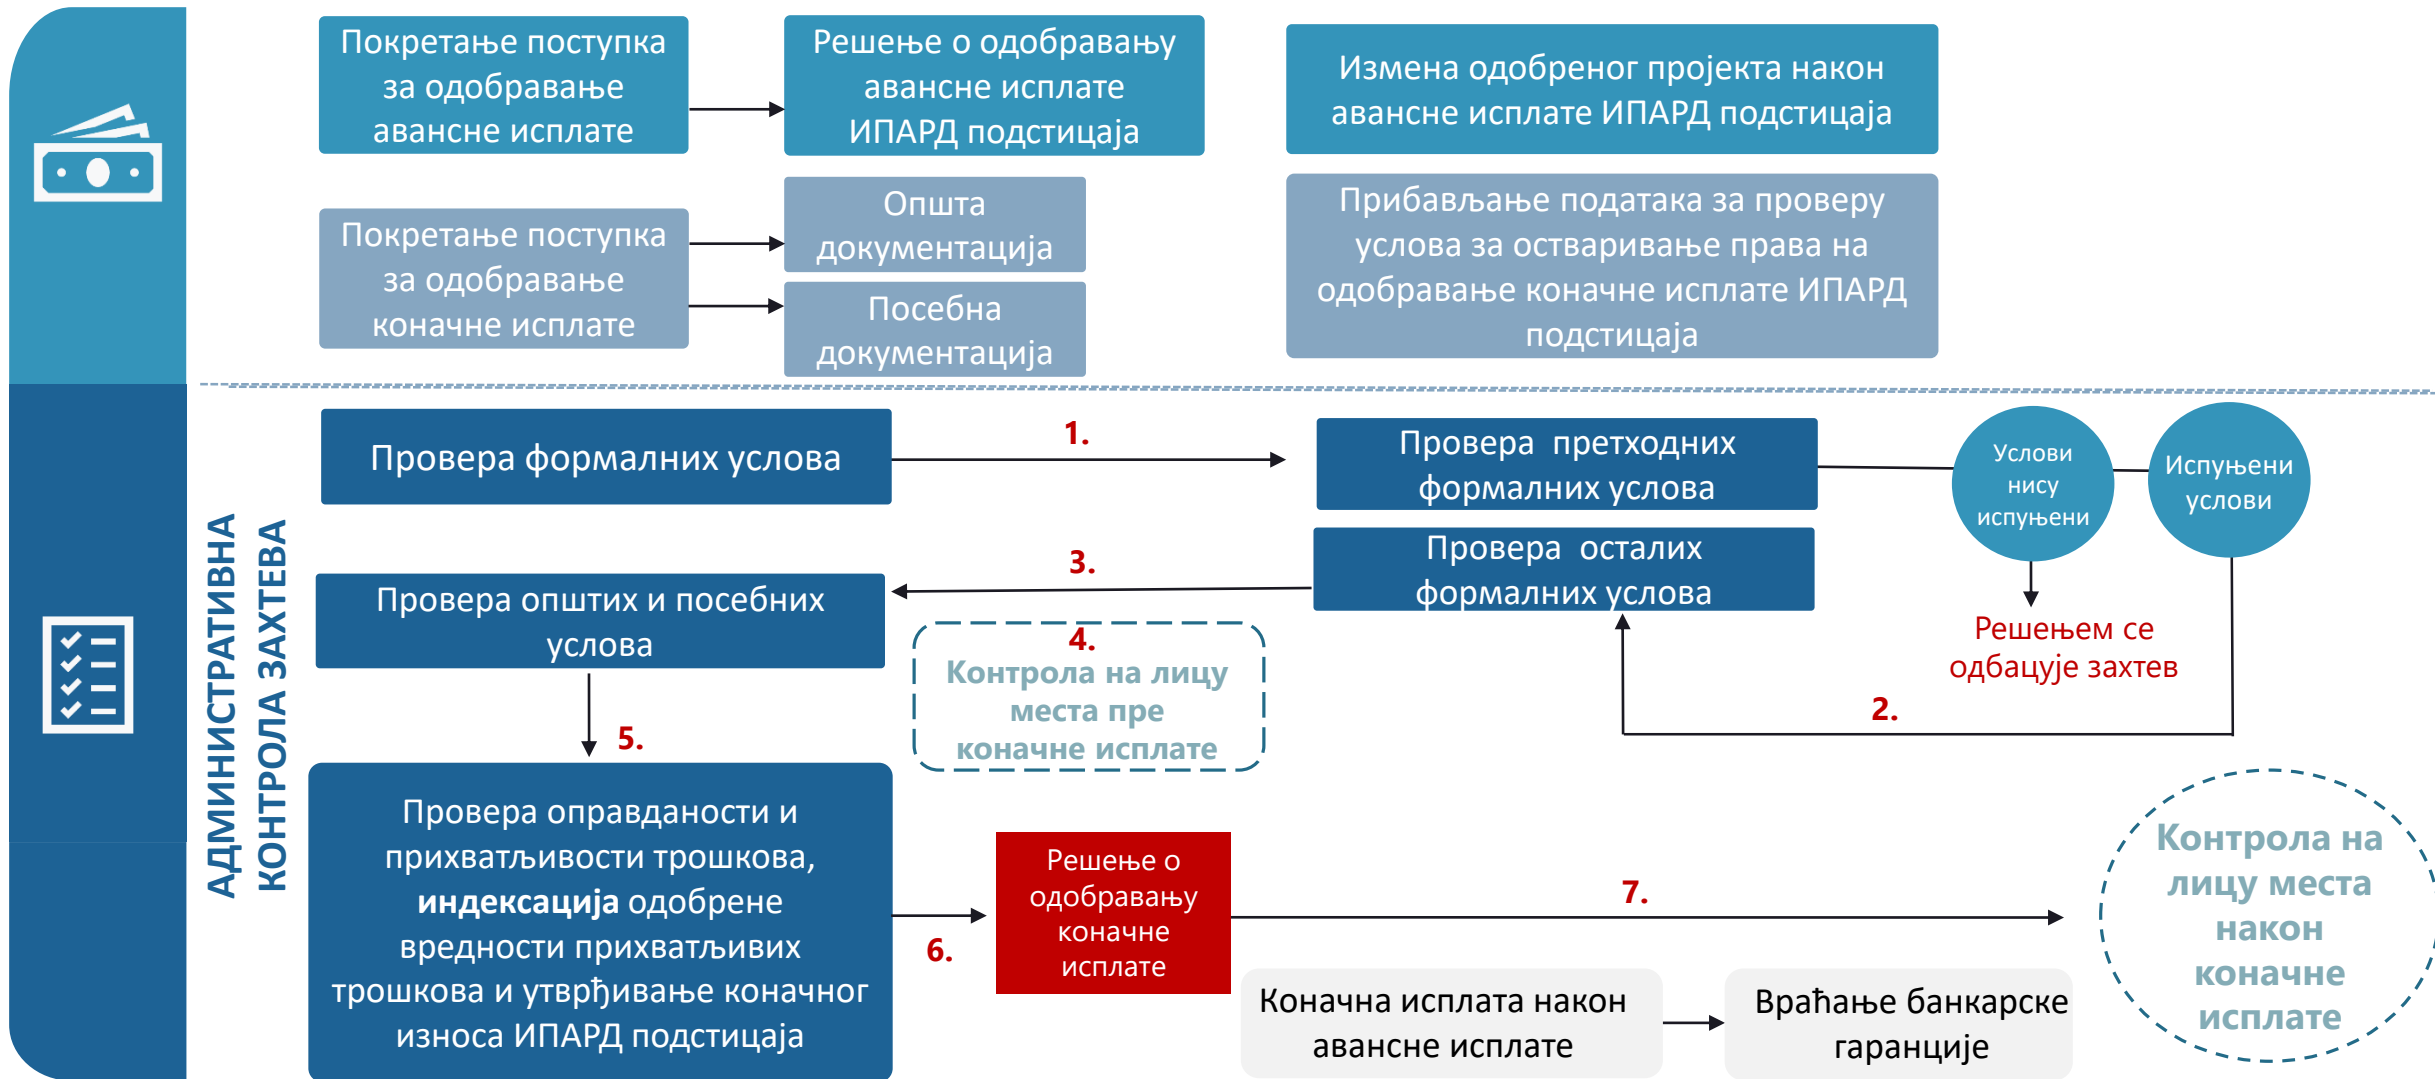 Покретање поступка
за одобравање
авансне исплате
Решење о одобравању
авансне исплате
ИПАРД подстицаја
Измена одобреног пројекта након
авансне исплате ИПАРД подстицаја
Покретање поступка
за одобравање
коначне исплате
Општа
документација
Посебна
документација
Прибављање података за проверу
услова за остваривање права на
одобравање коначне исплате ИПАРД
подстицаја
АДМИНИСТРАТИВНА
КОНТРОЛА ЗАХТЕВА
Провера формалних услова
1.
Провера претходних
формалних услова
Услови
нису
испуњени
Испуњени
услови
Решењем се
одбацује захтев
2.
Провера осталих
формалних услова
3.
Провера општих и посебних
услова
4.
Контрола на лицу
места пре
коначне исплате
5.
Провера оправданости и
прихватљивости трошкова,
индексација одобрене
вредности прихватљивих
трошкова и утврђивање коначног
износа ИПАРД подстицаја
6.
Решење о
одобравању
коначне
исплате
7.
Контрола на
лицу места
након
коначне
исплате
Коначна исплата након
авансне исплате
Враћање банкарске
гаранције